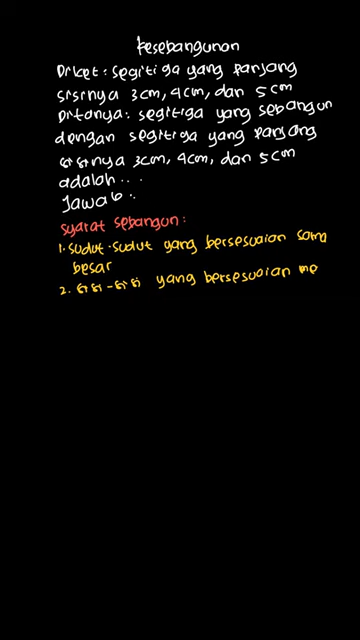 kesebangunan
Diket : segitiga yang panjang
sisinya 3cm, 4cm, dan 5cm
Ditanya : segitiga yang sebangun
dengan segitiga yang panjang
sisinya 3cm, 4cm, dan 5cm
adalah ...
Jawab :
syarat sebangun :
1. sudut-sudut yang bersesuaian sama
besar
2. sisi-sisi yang bersesuaian me